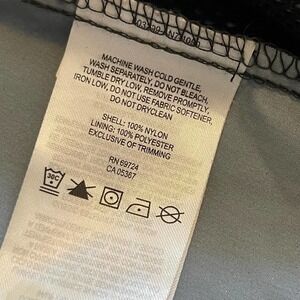 MACHINE WASH COLD GENTLE,
WASH SEPARATELY, DO NOT BLEACH,
TUMBLE DRY LOW, REMOVE PROMPTLY,
IRON LOW, DO NOT USE FABRIC SOFTENER,
DO NOT DRYCLEAN
SHELL: 100% NYLON
LINING: 100% POLYESTER
EXCLUSIVE OF TRIMMING
RN 69724
CA 05367
30C